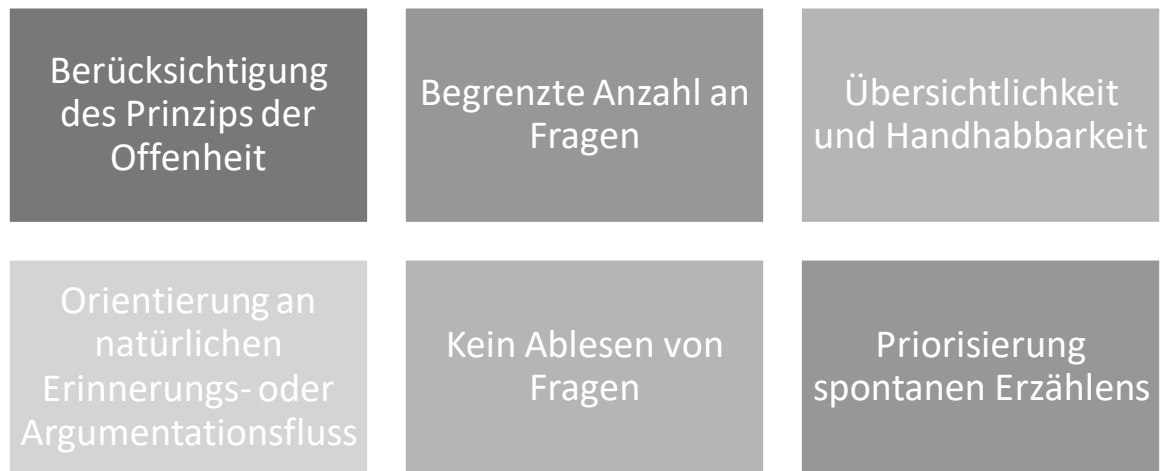 Berücksichtigung
des Prinzips der
Offenheit
Begrenzte Anzahl an
Fragen
Übersichtlichkeit
und Handhabbarkeit
Orientierung an
natürlichen
Erinnerungs- oder
Argumentationsfluss
Kein Ablesen von
Fragen
Priorisierung
spontanen Erzählens